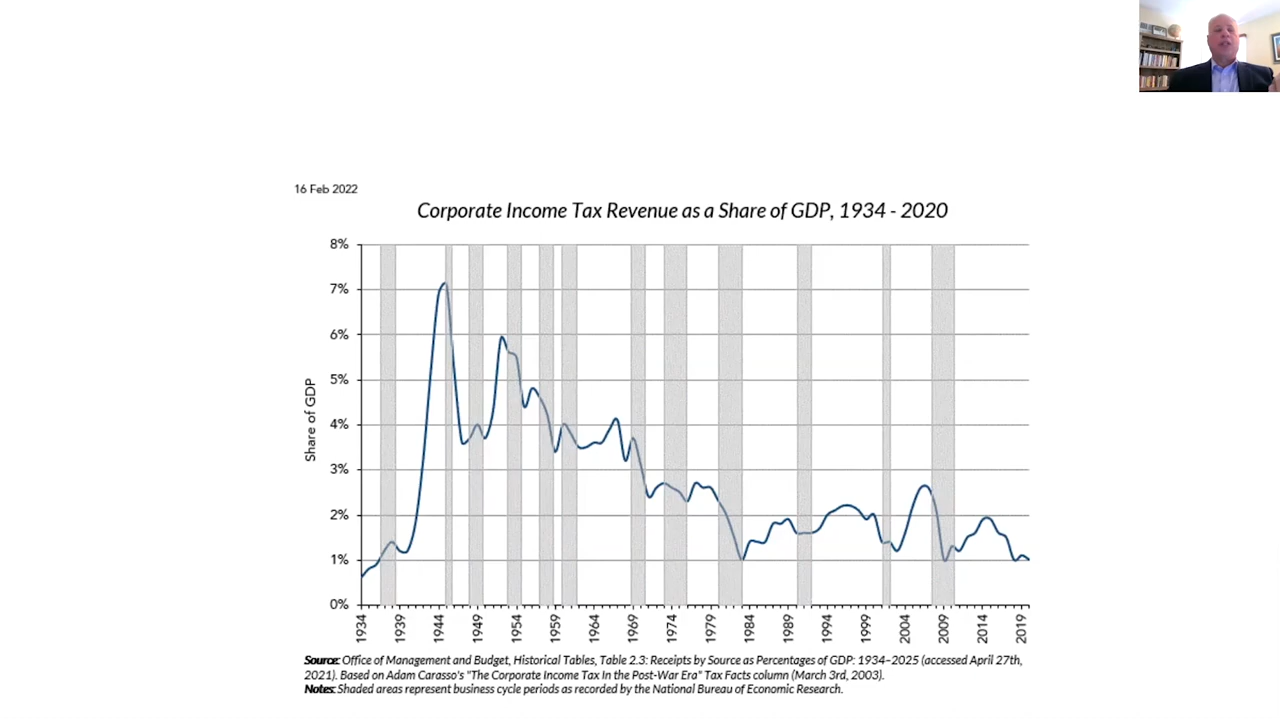 16 Feb 2022
Corporate Income Tax Revenue as a Share of GDP, 1934 - 2020
Share of GDP
8%
7%
6%
5%
4%
3%
2%
1%
0%
1934 1939 1944 1949 1954 1959 1964 1969 1974 1979 1984 1989 1994 1999 2004 2009 2014 2019
Source: Office of Management and Budget, Historical Tables, Table 2.3: Receipts by Source as Percentages of GDP: 1934–2025 (accessed April 27th,
2021). Based on Adam Carasso's "The Corporate Income Tax In the Post-War Era" Tax Facts column (March 3rd, 2003).
Notes: Shaded areas represent business cycle periods as recorded by the National Bureau of Economic Research.